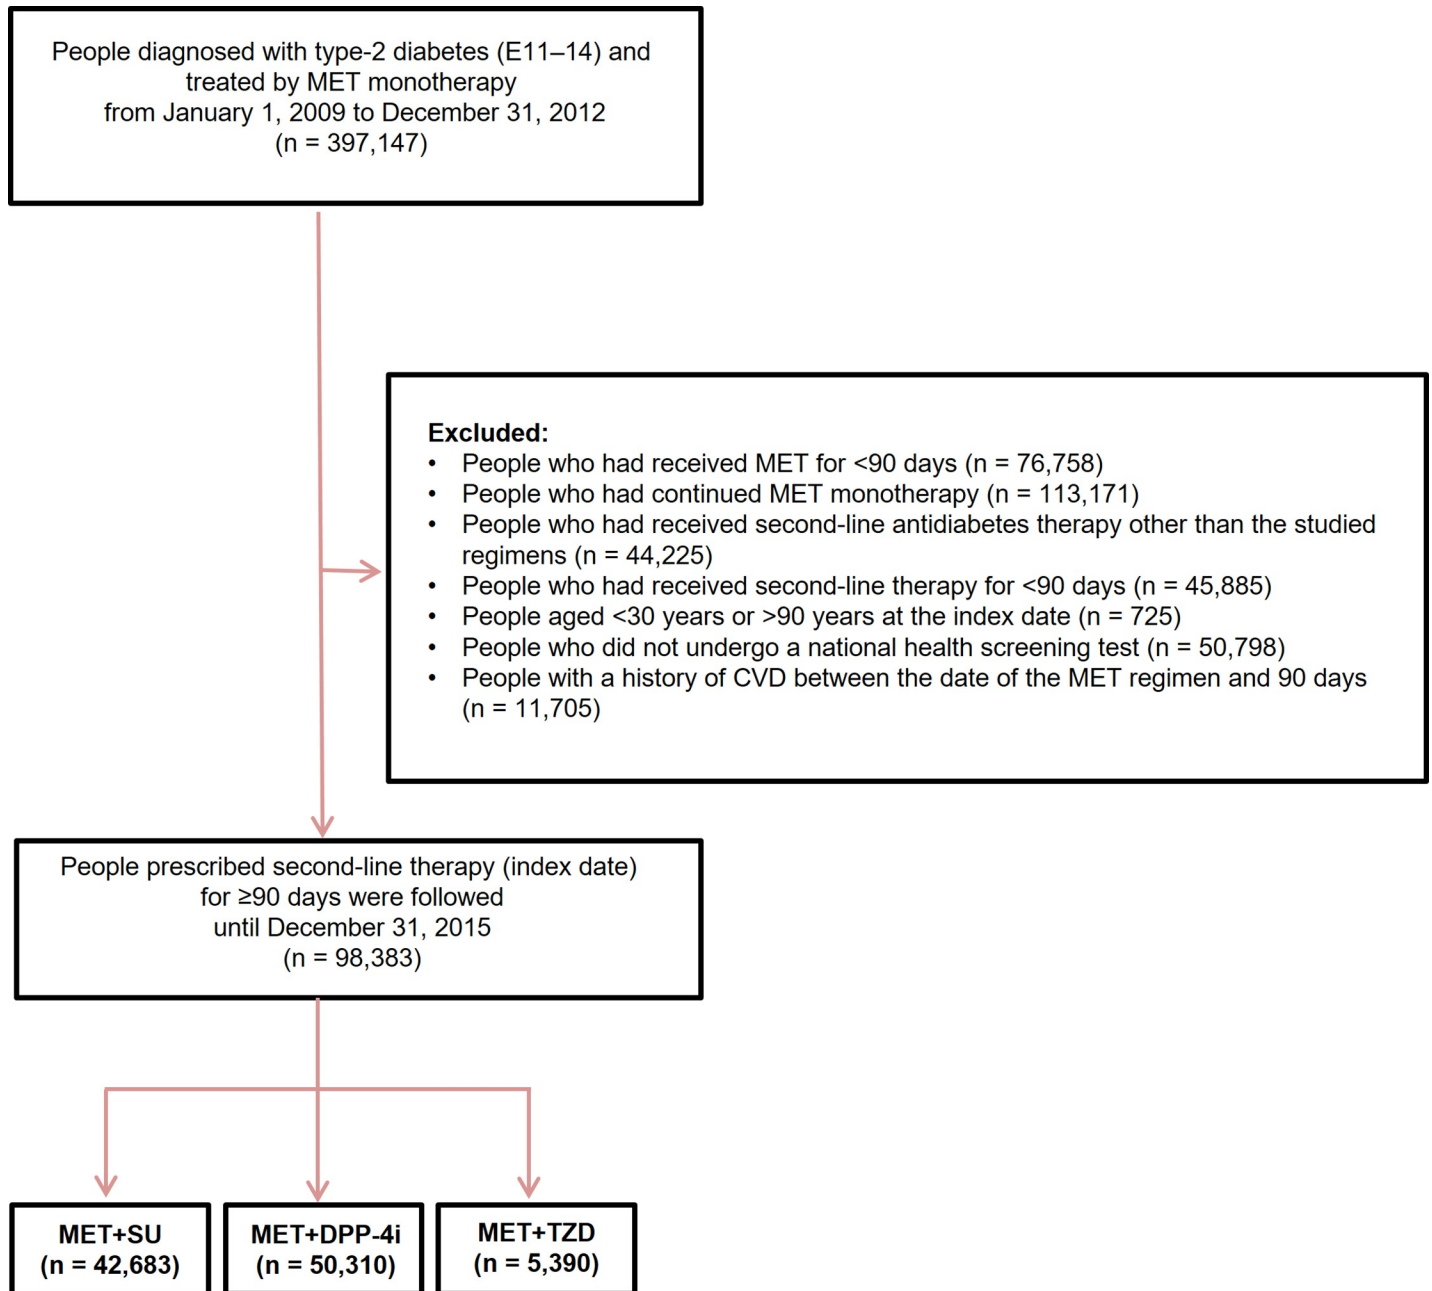 People diagnosed with type-2 diabetes (E11–14) and
treated by MET monotherapy
from January 1, 2009 to December 31, 2012
(n = 397,147)
Excluded:
• People who had received MET for <90 days (n = 76,758)
• People who had continued MET monotherapy (n = 113,171)
• People who had received second-line antidiabetes therapy other than the studied
regimens (n = 44,225)
• People who had received second-line therapy for <90 days (n = 45,885)
• People aged <30 years or >90 years at the index date (n = 725)
• People who did not undergo a national health screening test (n = 50,798)
• People with a history of CVD between the date of the MET regimen and 90 days
(n = 11,705)
People prescribed second-line therapy (index date)
for ≥90 days were followed
until December 31, 2015
(n = 98,383)
MET+SU
(n = 42,683)
MET+DPP-4i
(n = 50,310)
MET+TZD
(n = 5,390)